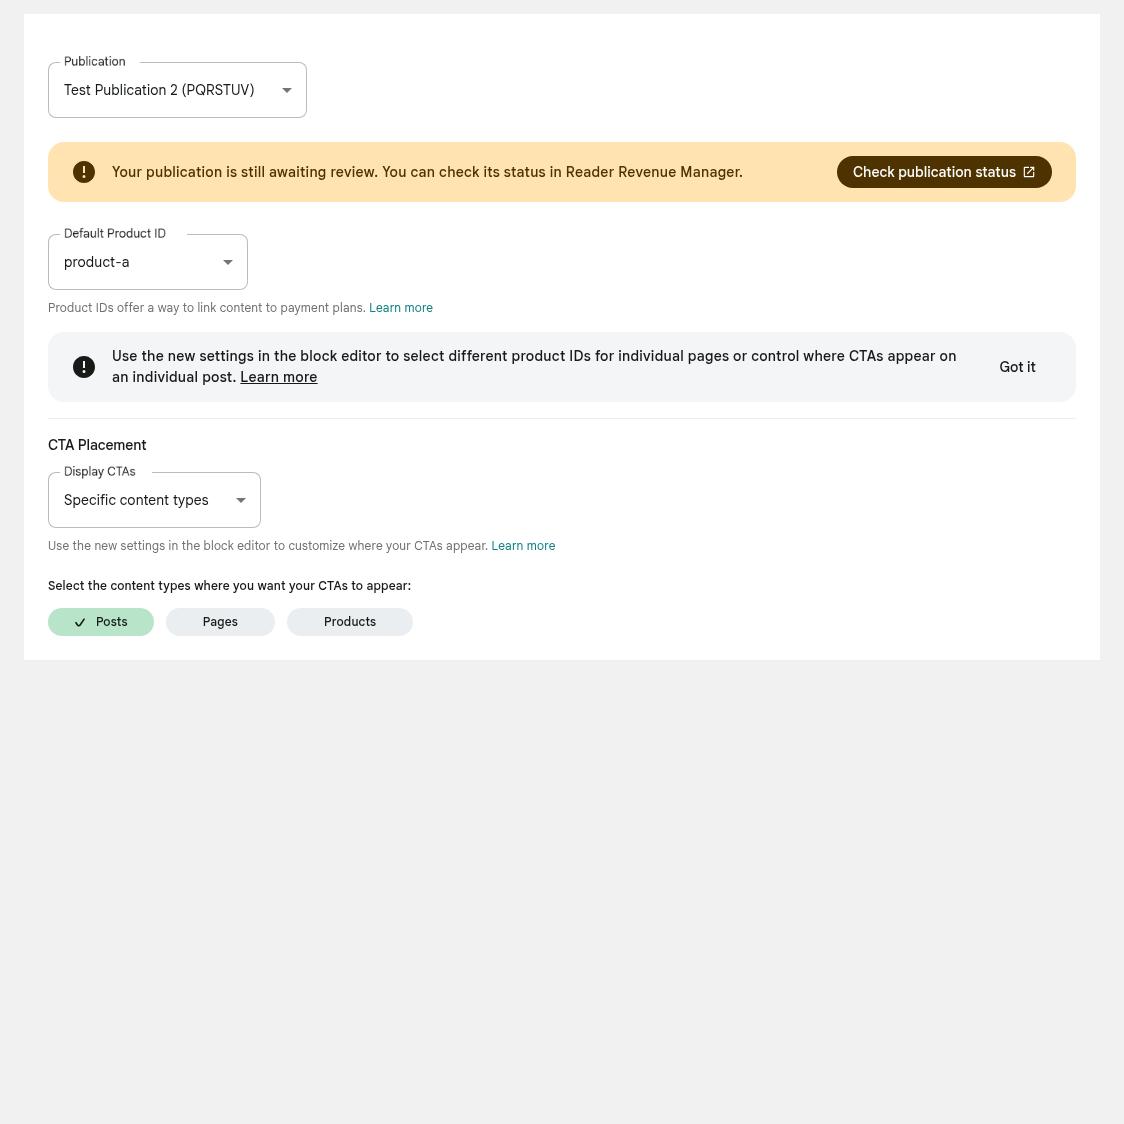 Publication
Test Publication 2 (PQRSTUV)
Your publication is still awaiting review. You can check its status in Reader Revenue Manager.
Check publication status
Default Product ID
product-a
Product IDs offer a way to link content to payment plans. Learn more
Use the new settings in the block editor to select different product IDs for individual pages or control where CTAs appear on
an individual post. Learn more
Got it
CTA Placement
Display CTAs
Specific content types
Use the new settings in the block editor to customize where your CTAs appear. Learn more
Select the content types where you want your CTAs to appear:
Posts
Pages
Products